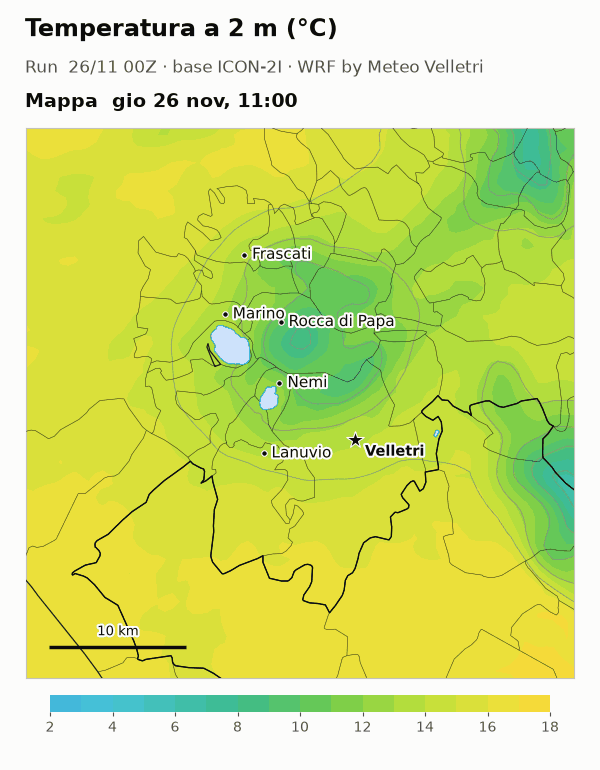 Temperatura a 2 m (°C)
Run  26/11 00Z · base ICON-2I · WRF by Meteo Velletri
Mappa  gio 26 nov, 11:00
Frascati
Marino
Rocca di Papa
Nemi
Velletri
Lanuvio
10 km
2 4 6 8 10 12 14 16 18